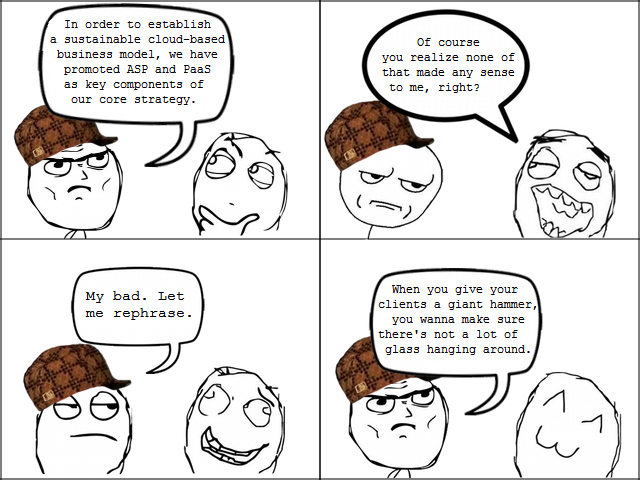 In order to establish
a sustainable cloud-based
business model, we have
promoted ASP and PaaS
as key components of
our core strategy.
Of course
you realize none of
that made any sense
to me, right?
My bad. Let
me rephrase.
When you give your
clients a giant hammer,
you wanna make sure
there's not a lot of
glass hanging around.